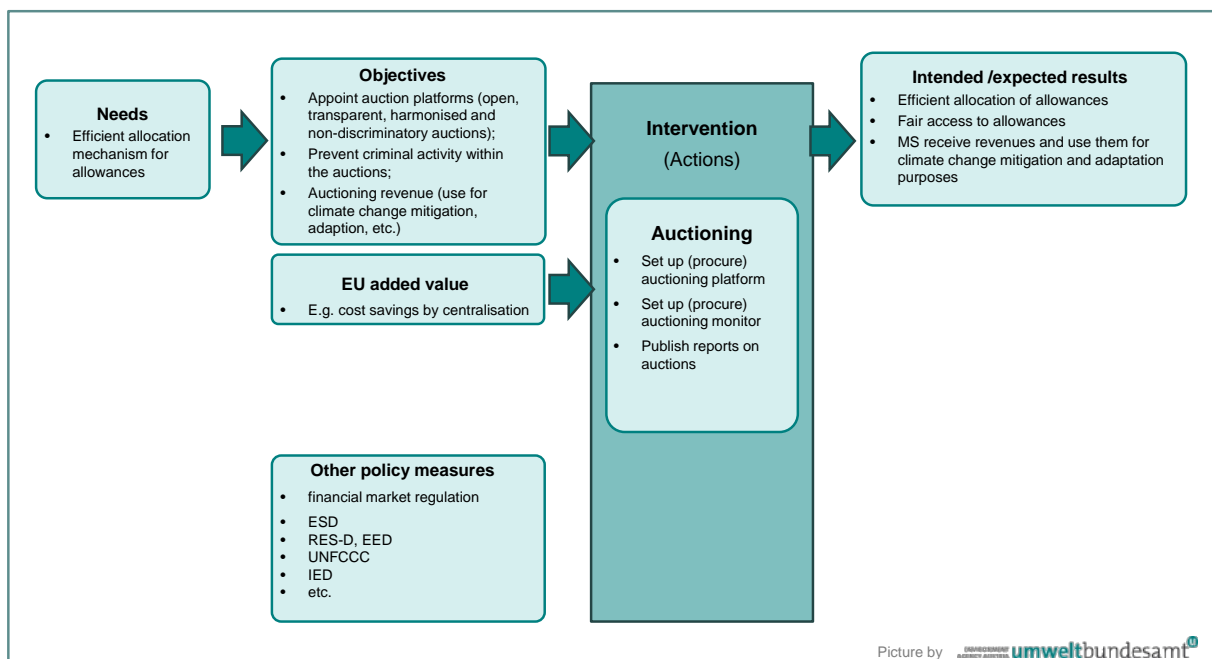 Needs
• Efficient allocation
mechanism for
allowances
Objectives
• Appoint auction platforms (open,
transparent, harmonised and
non-discriminatory auctions);
• Prevent criminal activity within
the auctions;
• Auctioning revenue (use for
climate change mitigation,
adaption, etc.)
EU added value
• E.g. cost savings by centralisation
Other policy measures
• financial market regulation
• ESD
• RES-D, EED
• UNFCCC
• IED
• etc.
Intervention
(Actions)
Auctioning
• Set up (procure)
auctioning platform
• Set up (procure)
auctioning monitor
• Publish reports on
auctions
Intended /expected results
• Efficient allocation of allowances
• Fair access to allowances
• MS receive revenues and use them for
climate change mitigation and adaptation
purposes
Picture by
ENVIRONMENT
AGENCY AUSTRIA umweltbundesamt
U